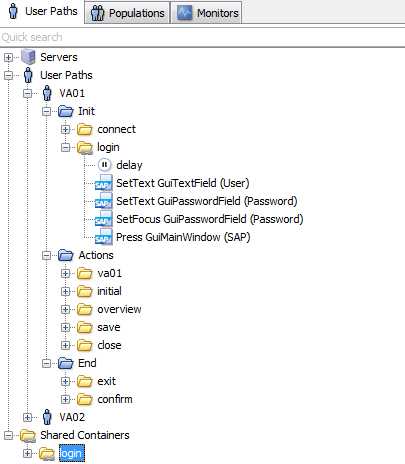 User Paths Populations Monitors
Quick search
Servers
User Paths
VA01
Init
connect
login
delay
SAP SetText GuiTextField (User)
SAP SetText GuiPasswordField (Password)
SAP SetFocus GuiPasswordField (Password)
SAP Press GuiMainWindow (SAP)
Actions
va01
initial
overview
save
close
End
exit
confirm
VA02
Shared Containers
login